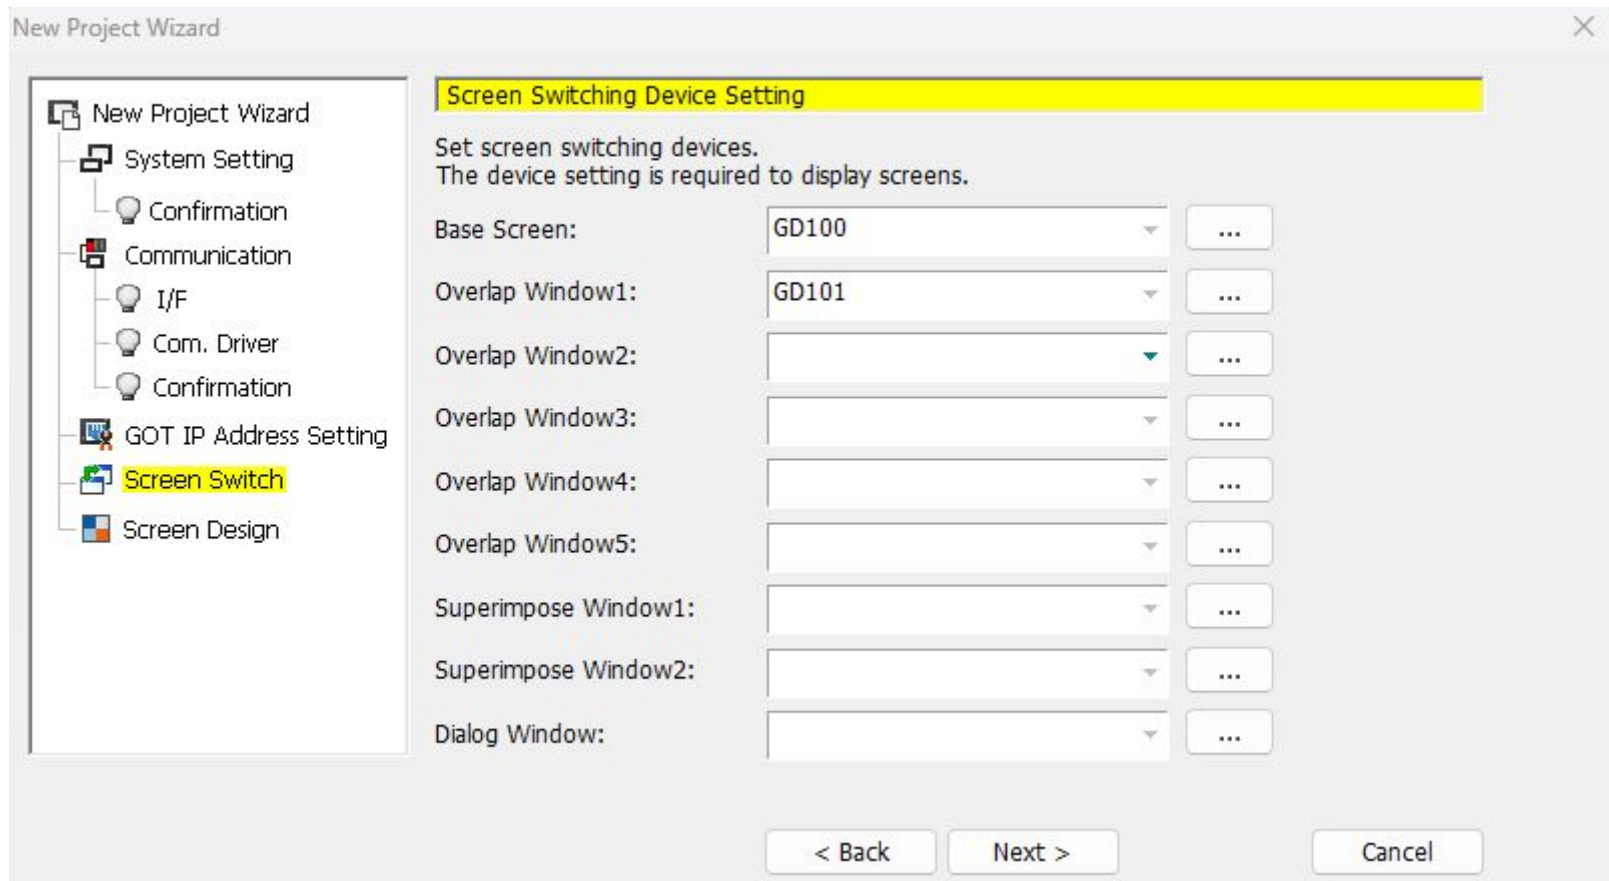 New Project Wizard
New Project Wizard
System Setting
Confirmation
Communication
I/F
Com. Driver
Confirmation
GOT IP Address Setting
Screen Switch
Screen Design
Screen Switching Device Setting
Set screen switching devices.
The device setting is required to display screens.
Base Screen: GD100 ...
Overlap Window1: GD101 ...
Overlap Window2: ...
Overlap Window3: ...
Overlap Window4: ...
Overlap Window5: ...
Superimpose Window1: ...
Superimpose Window2: ...
Dialog Window: ...
< Back Next > Cancel